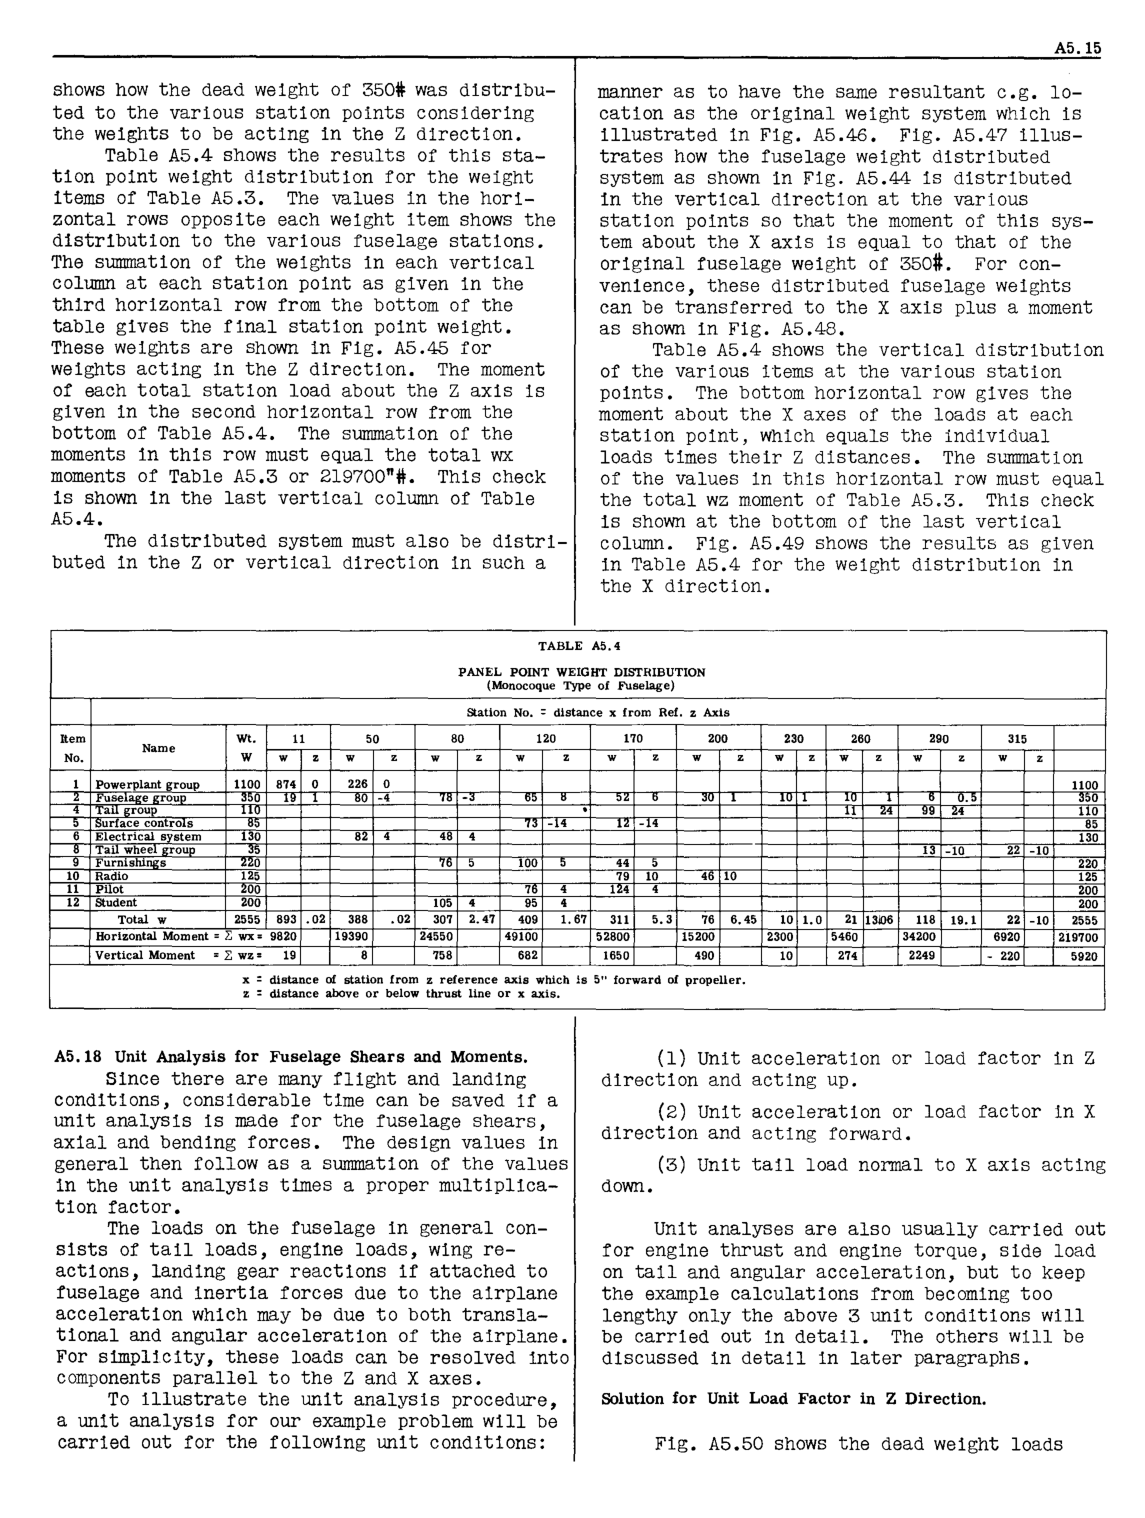 A5.15
shows how the dead weight of 350# was distribu-
ted to the various station points considering
the weights to be acting in the Z direction.
Table A5.4 shows the results of this sta-
tion point weight distribution for the weight
items of Table A5.3. The values in the hori-
zontal rows opposite each weight item shows the
distribution to the various fuselage stations.
The summation of the weights in each vertical
column at each station point as given in the
third horizontal row from the bottom of the
table gives the final station point weight.
These weights are shown in Fig. A5.45 for
weights acting in the Z direction. The moment
of each total station load about the Z axis is
given in the second horizontal row from the
bottom of Table A5.4. The summation of the
moments in this row must equal the total wx
moments of Table A5.3 or 219700"#. This check
is shown in the last vertical column of Table
A5.4.
The distributed system must also be distri-
buted in the Z or vertical direction in such a
manner as to have the same resultant c.g. lo-
cation as the original weight system which is
illustrated in Fig. A5.46. Fig. A5.47 illus-
trates how the fuselage weight distributed
system as shown in Fig. A5.44 is distributed
in the vertical direction at the various
station points so that the moment of this sys-
tem about the X axis is equal to that of the
original fuselage weight of 350#. For con-
venience, these distributed fuselage weights
can be transferred to the X axis plus a moment
as shown in Fig. A5.48.
Table A5.4 shows the vertical distribution
of the various items at the various station
points. The bottom horizontal row gives the
moment about the X axes of the loads at each
station point, which equals the individual
loads times their Z distances. The summation
of the values in this horizontal row must equal
the total wz moment of Table A5.3. This check
is shown at the bottom of the last vertical
column. Fig. A5.49 shows the results as given
in Table A5.4 for the weight distribution in
the X direction.
TABLE A5.4
PANEL POINT WEIGHT DISTRIBUTION
(Monocoque Type of Fuselage)
Station No. = distance x from Ref. z Axis
Item No. Name Wt. W 11 50 80 120 170 200 230 260 290 315
w z w z w z w z w z w z w z w z w z w z
1 Powerplant group 1100 874 0 226 0 1100
2 Fuselage group 350 19 1 80 -4 78 -3 65 8 52 6 30 1 10 1 10 1 6 0.5 350
4 Tail group 110 11 24 99 24 110
5 Surface controls 85 73 -14 12 -14 85
6 Electrical system 130 82 4 48 4 130
8 Tail wheel group 35 13 -10 22 -10
9 Furnishings 220 76 5 100 5 44 5 220
10 Radio 125 79 10 46 10 125
11 Pilot 200 76 4 124 4 200
12 Student 200 105 4 95 4 200
Total w 2555 893 .02 388 .02 307 2.47 409 1.67 311 5.3 76 6.45 10 1.0 21 13.06 118 19.1 22 -10 2555
Horizontal Moment = Σ wx = 9820 19390 24550 49100 52800 15200 2300 5460 34200 6920 219700
Vertical Moment = Σ wz = 19 8 758 682 1650 490 10 274 2249 - 220 5920
x = distance of station from z reference axis which is 5" forward of propeller.
z = distance above or below thrust line or x axis.
A5.18 Unit Analysis for Fuselage Shears and Moments.
Since there are many flight and landing
conditions, considerable time can be saved if a
unit analysis is made for the fuselage shears,
axial and bending forces. The design values in
general then follow as a summation of the values
in the unit analysis times a proper multiplica-
tion factor.
The loads on the fuselage in general con-
sists of tail loads, engine loads, wing re-
actions, landing gear reactions if attached to
fuselage and inertia forces due to the airplane
acceleration which may be due to both transla-
tional and angular acceleration of the airplane.
For simplicity, these loads can be resolved into
components parallel to the Z and X axes.
To illustrate the unit analysis procedure,
a unit analysis for our example problem will be
carried out for the following unit conditions:
(1) Unit acceleration or load factor in Z
direction and acting up.
(2) Unit acceleration or load factor in X
direction and acting forward.
(3) Unit tail load normal to X axis acting
down.
Unit analyses are also usually carried out
for engine thrust and engine torque, side load
on tail and angular acceleration, but to keep
the example calculations from becoming too
lengthy only the above 3 unit conditions will
be carried out in detail. The others will be
discussed in detail in later paragraphs.
Solution for Unit Load Factor in Z Direction.
Fig. A5.50 shows the dead weight loads